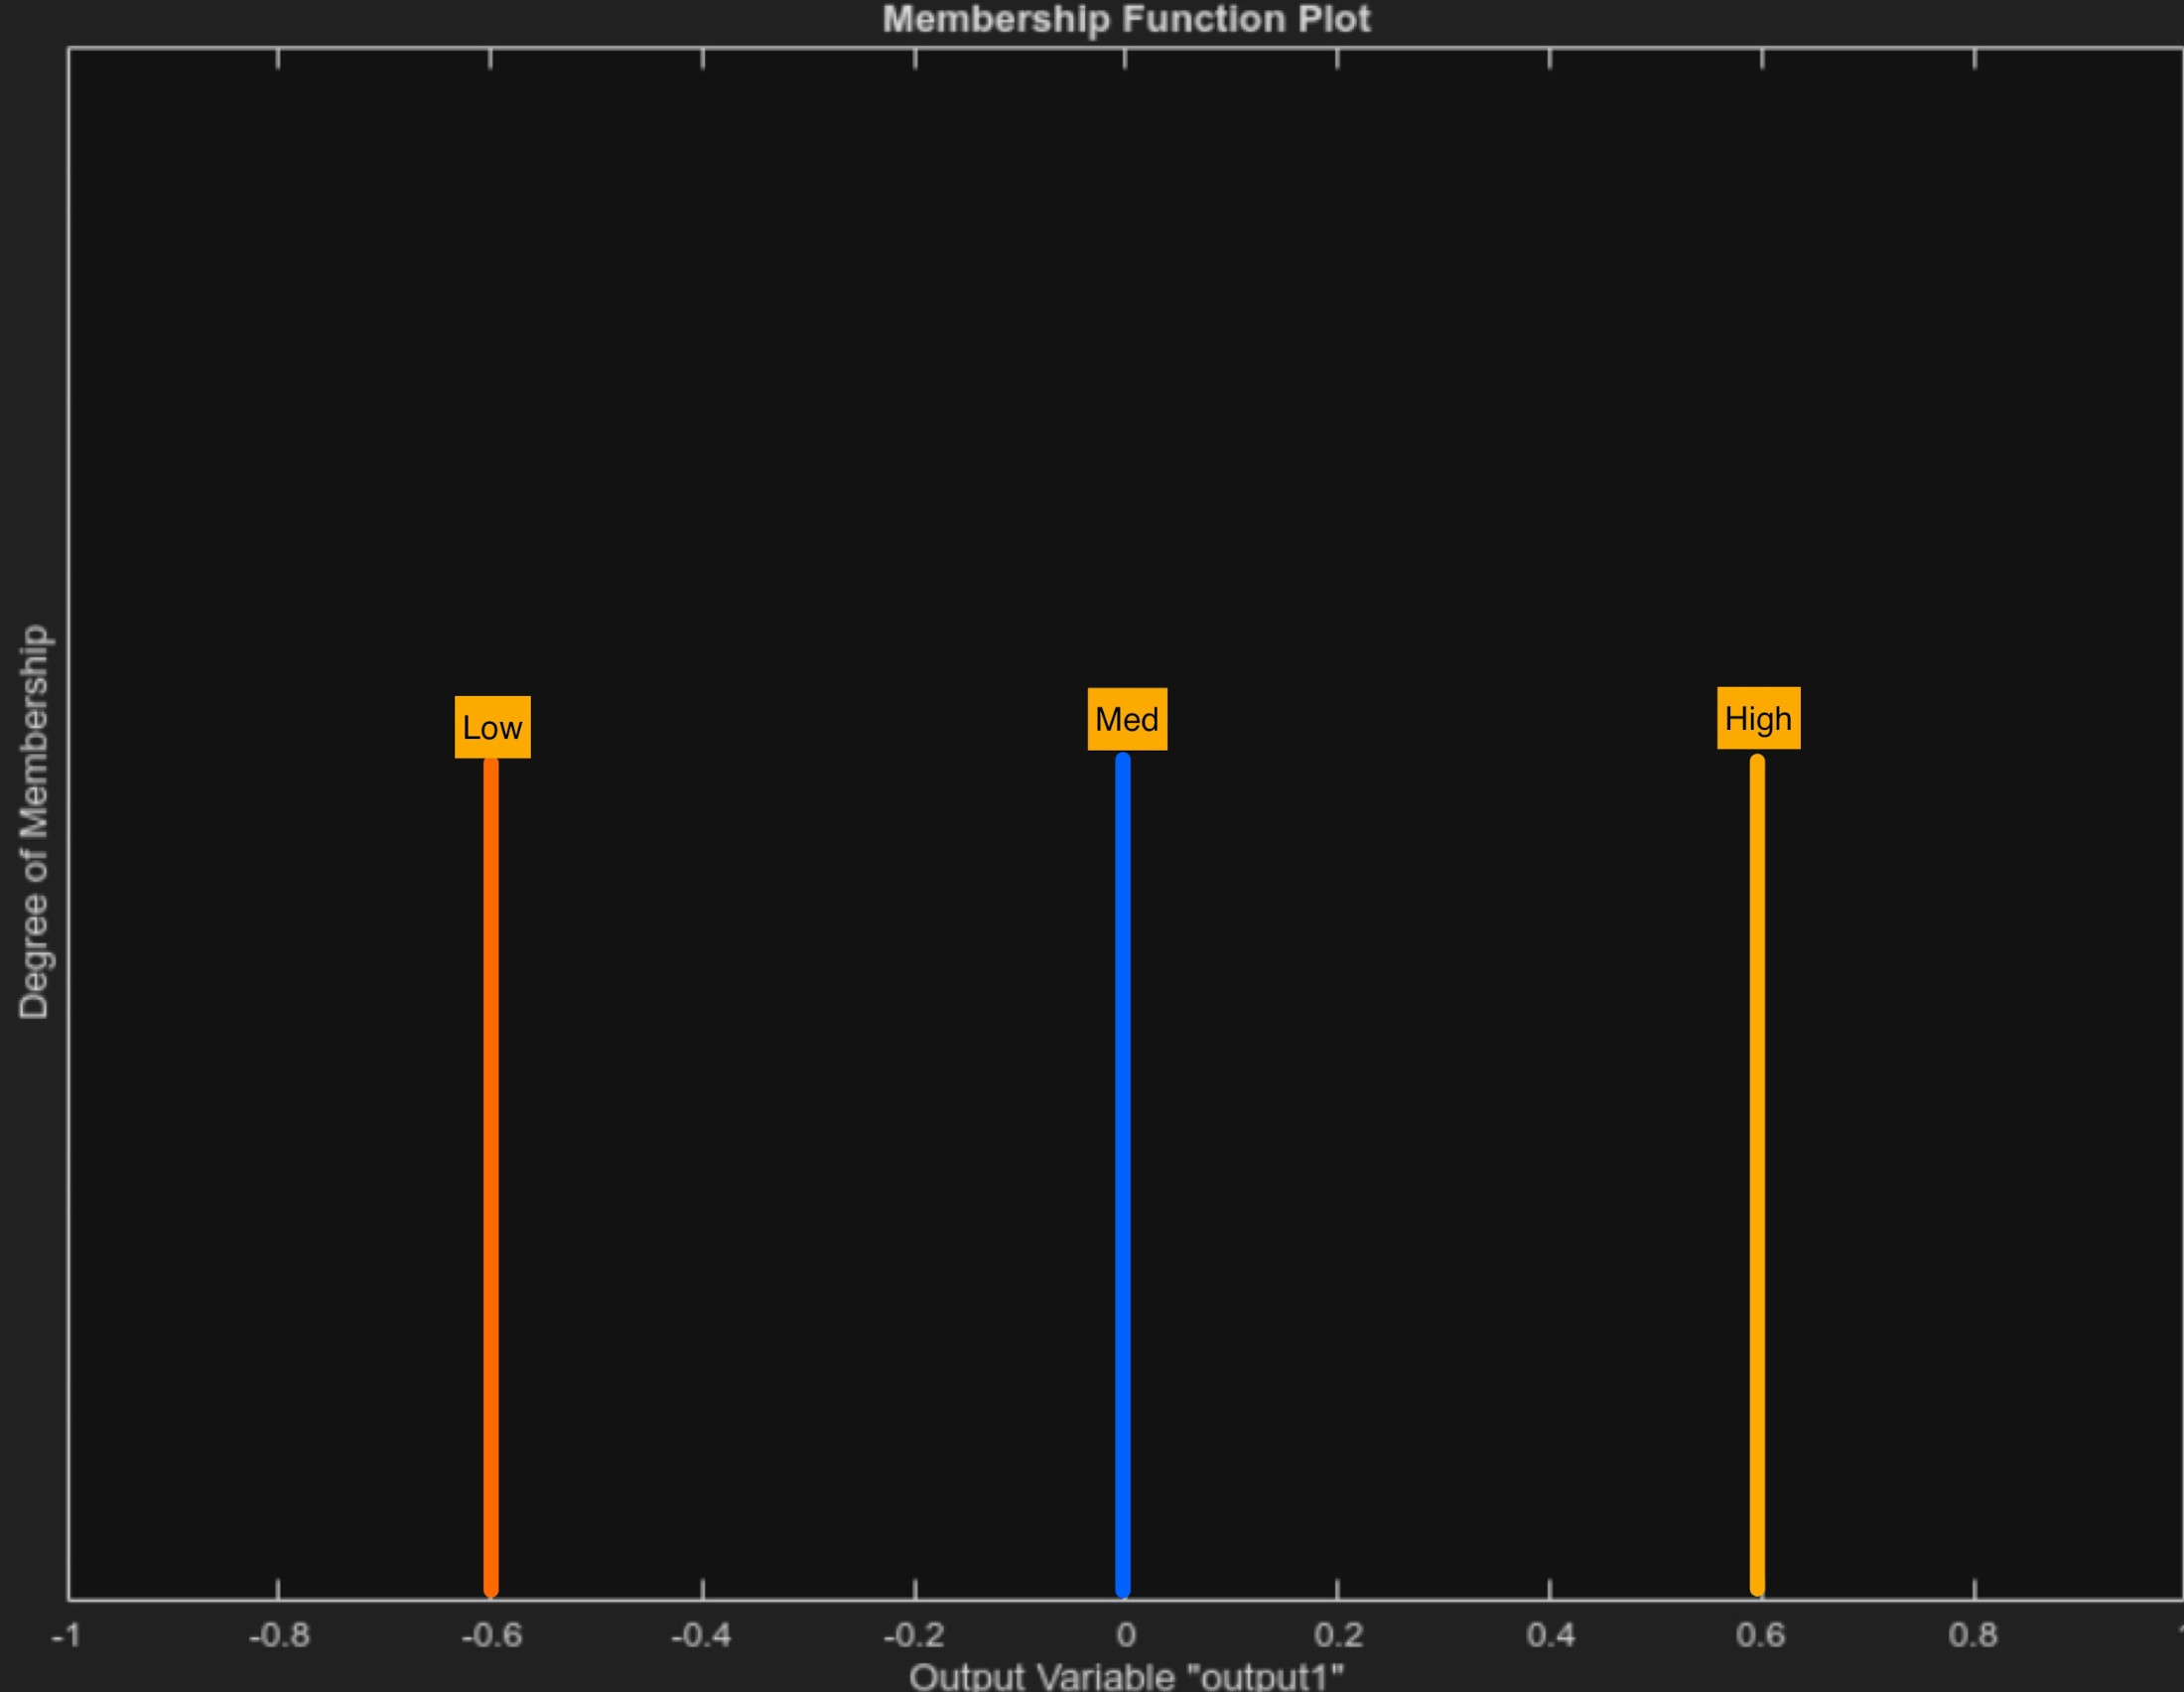 Membership Function Plot
Degree of Membership
Low
Med
High
-1
-0.8
-0.6
-0.4
-0.2
0
0.2
0.4
0.6
0.8
Output Variable "output1"